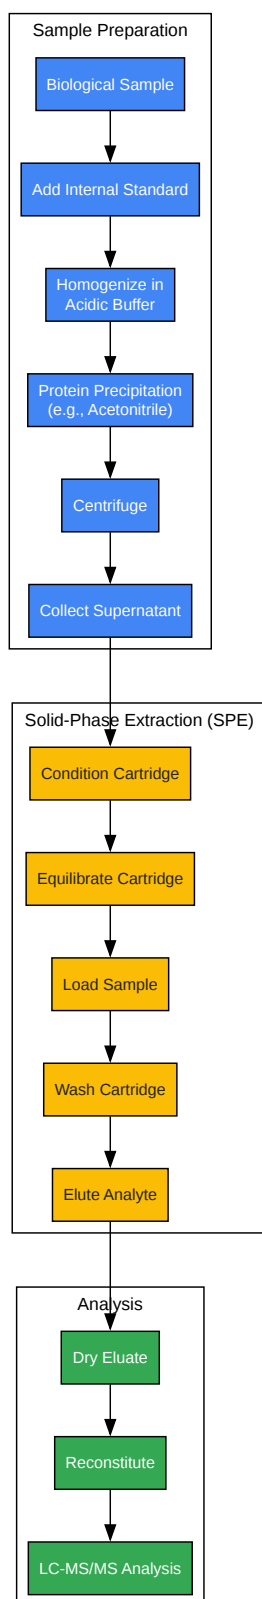 Sample Preparation
Biological Sample
Add Internal Standard
Homogenize in
Acidic Buffer
Protein Precipitation
(e.g., Acetonitrile)
Centrifuge
Collect Supernatant
Solid-Phase Extraction (SPE)
Condition Cartridge
Equilibrate Cartridge
Load Sample
Wash Cartridge
Elute Analyte
Analysis
Dry Eluate
Reconstitute
LC-MS/MS Analysis